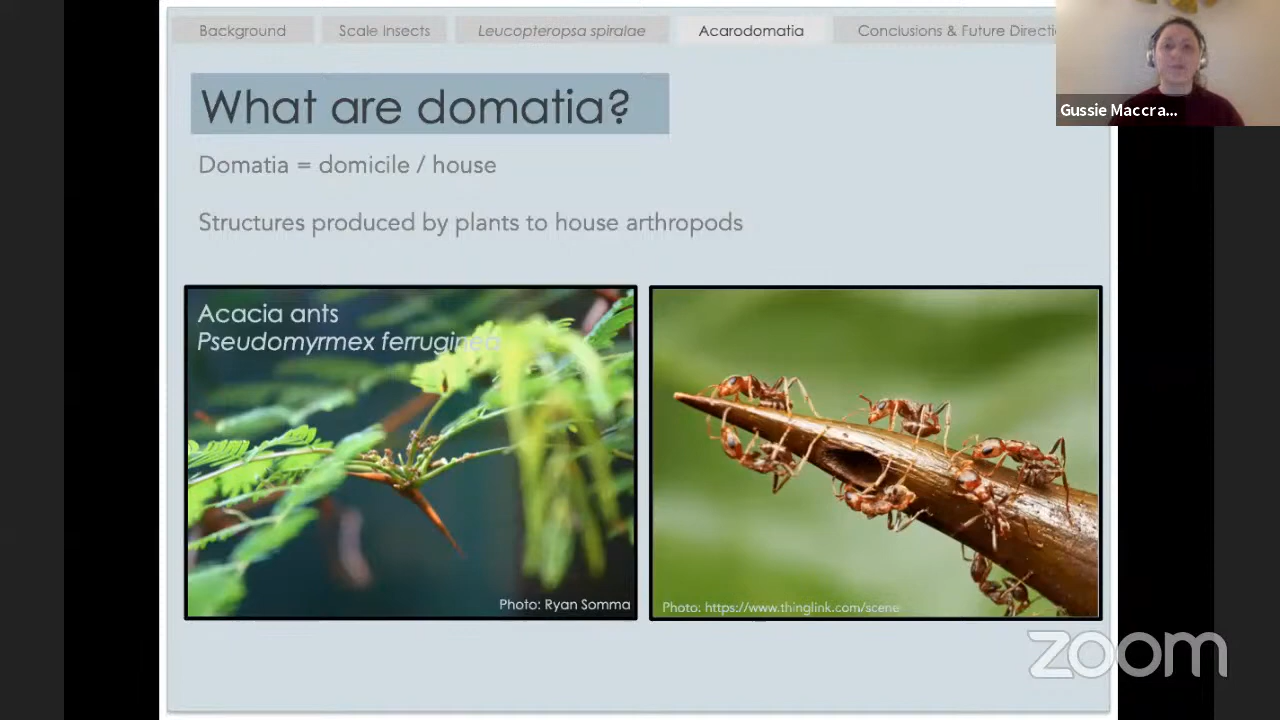 Background
Scale Insects
Leucopteropsa spiralae
Acarodomatia
Conclusions & Future Directi
Gussie Maccra...
What are domatia?
Domatia = domicile / house
Structures produced by plants to house arthropods
Acacia ants
Pseudomyrmex ferruginea
Photo: Ryan Somma
Photo: https://www.thinglink.com/scene
zoom